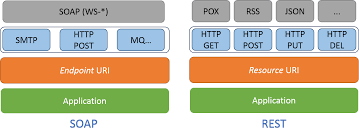 SOAP (WS-*)
SMTP
HTTP
POST
MQ...
Endpoint URI
Application
SOAP
POX
RSS
JSON
...
HTTP
GET
HTTP
POST
HTTP
PUT
HTTP
DEL
Resource URI
Application
REST